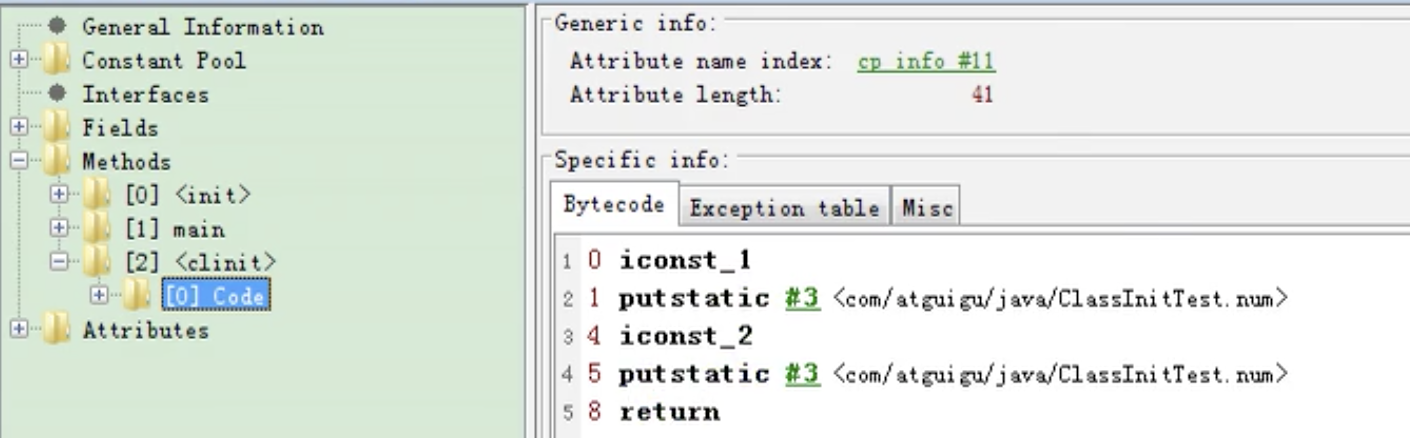 General Information
Constant Pool
Interfaces
Fields
Methods
[0] <init>
[1] main
[2] <clinit>
[0] Code
Attributes
Generic info:
Attribute name index: cp info #11
Attribute length: 41
Specific info:
Bytecode Exception table Misc
1 0 iconst_1
2 1 putstatic #3 <com/atguigu/java/ClassInitTest.num>
3 4 iconst_2
4 5 putstatic #3 <com/atguigu/java/ClassInitTest.num>
5 8 return